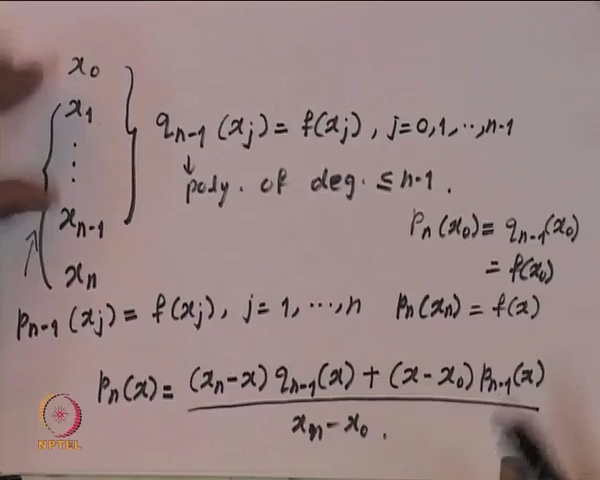 x₀
x₁
⋮
xₙ₋₁
xₙ
qₙ₋₁(xⱼ) = f(xⱼ), j=0,1,..,n-1
↓
poly. of deg. ≤ n-1.
pₙ(x₀) = qₙ₋₁(x₀)
= f(x₀)
pₙ₋₁(xⱼ) = f(xⱼ), j=1,...,n
pₙ(xₙ) = f(x)
pₙ(x) = (xₙ-x) qₙ₋₁(x) + (x-x₀) pₙ₋₁(x)
xₙ-x₀.
NPTEL